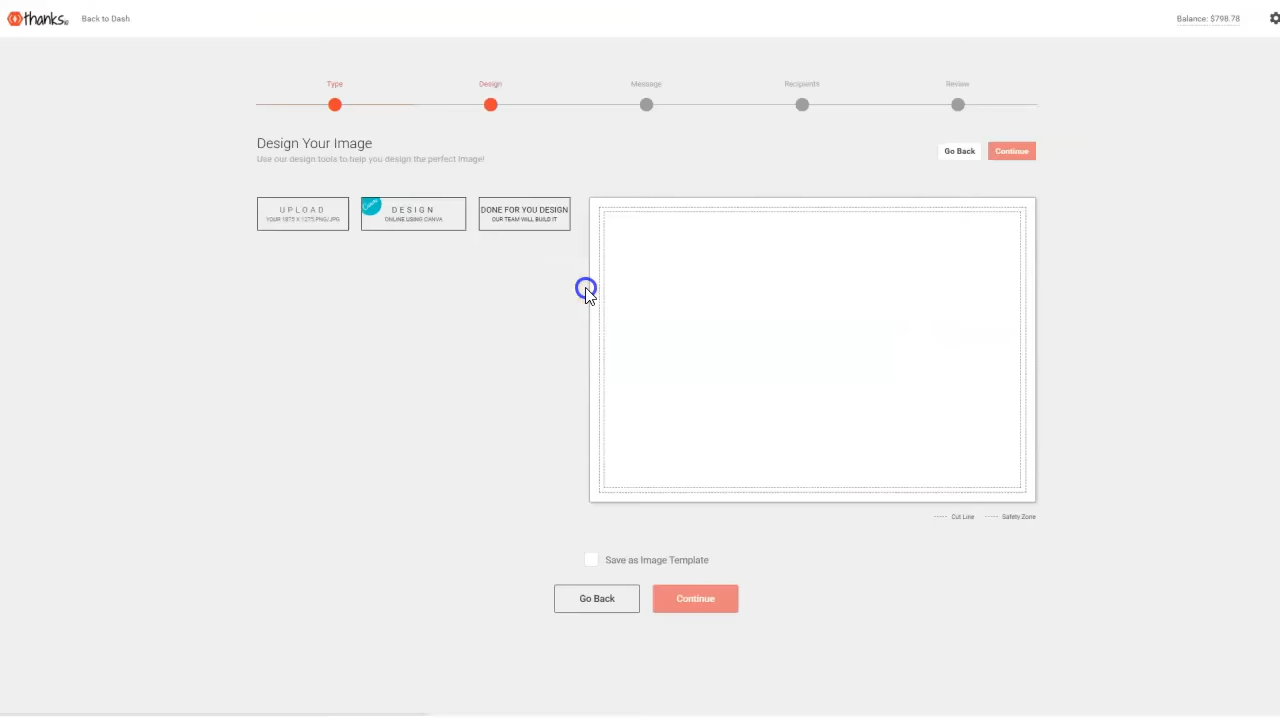 thanks.io
Back to Dash
Balance: $798.78
Type
Design
Message
Recipients
Review
Design Your Image
Use our design tools to help you design the perfect image!
Go Back
Continue
UPLOAD
YOUR 1875 X 1275 PNG/JPG
Canva
DESIGN
ONLINE USING CANVA
DONE FOR YOU DESIGN
OUR TEAM WILL BUILD IT
Cut Line
Safety Zone
Save as Image Template
Go Back
Continue